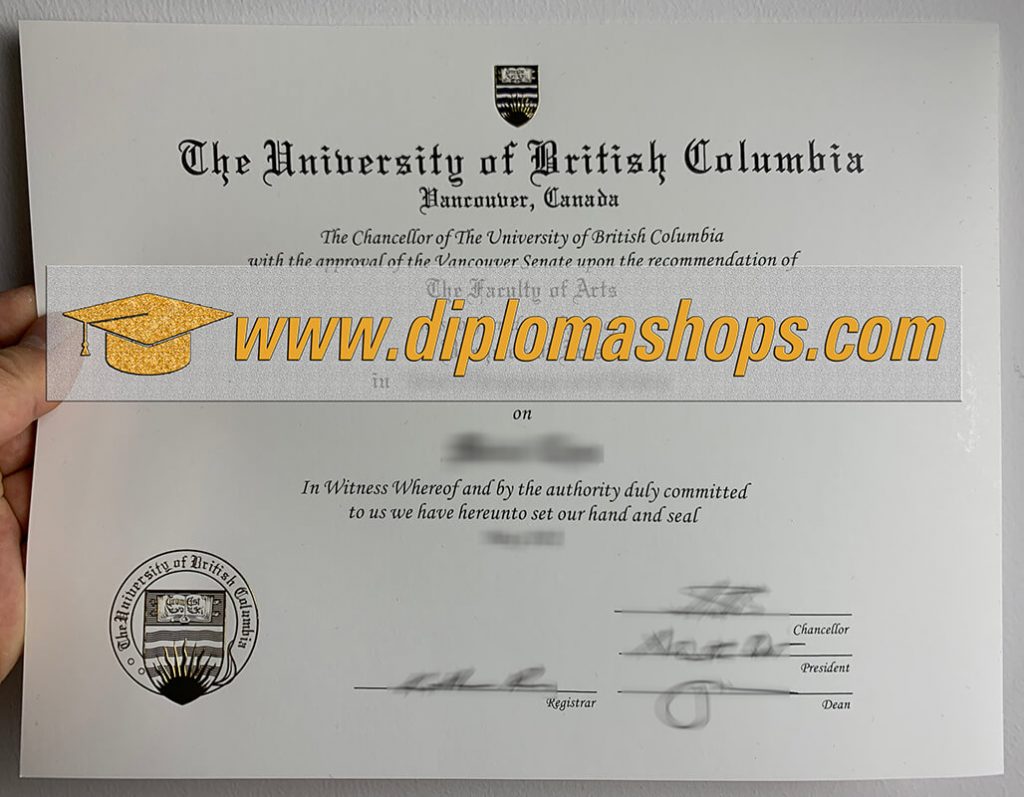 The University of British Columbia
Vancouver, Canada
The Chancellor of The University of British Columbia
with the approval of the Vancouver Senate upon the recommendation of
The Faculty of Arts
www.diplomashops.com
in
on
In Witness Whereof and by the authority duly committed
to us we have hereunto set our hand and seal
The University of British Columbia
Chancellor
President
Registrar
Dean